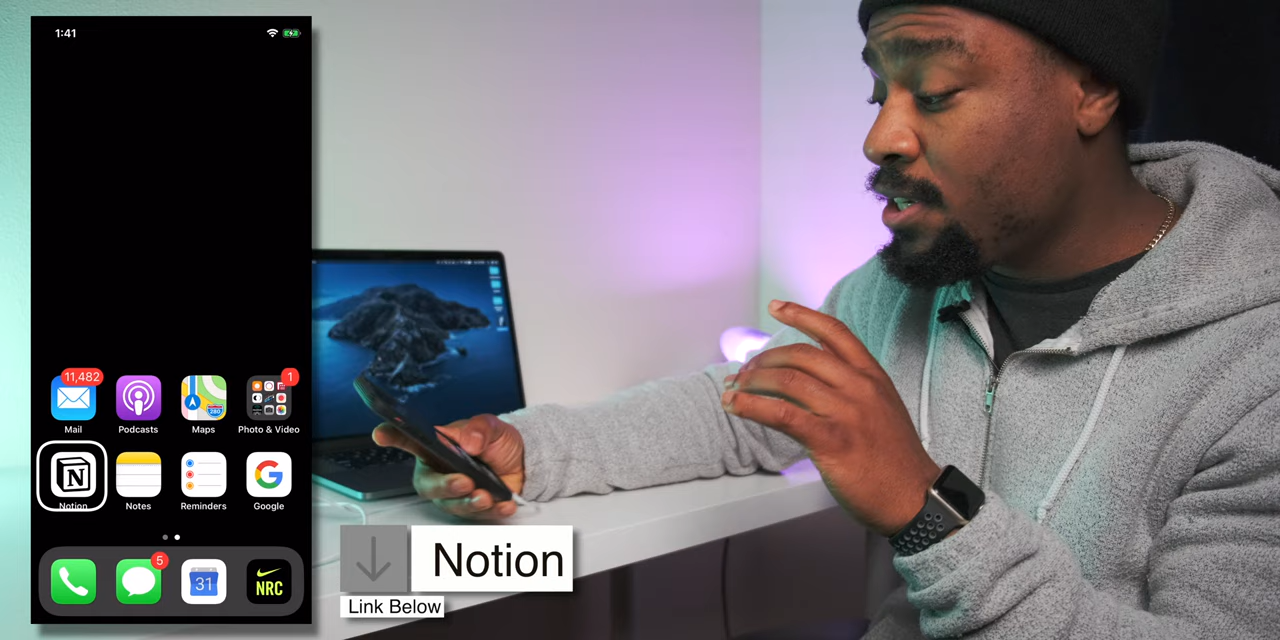 1:41
11,482
1
Mail
Podcasts
Maps
Photo & Video
280
N
G
Notion
Notes
Reminders
Google
5
31
NRC
Notion
Link Below